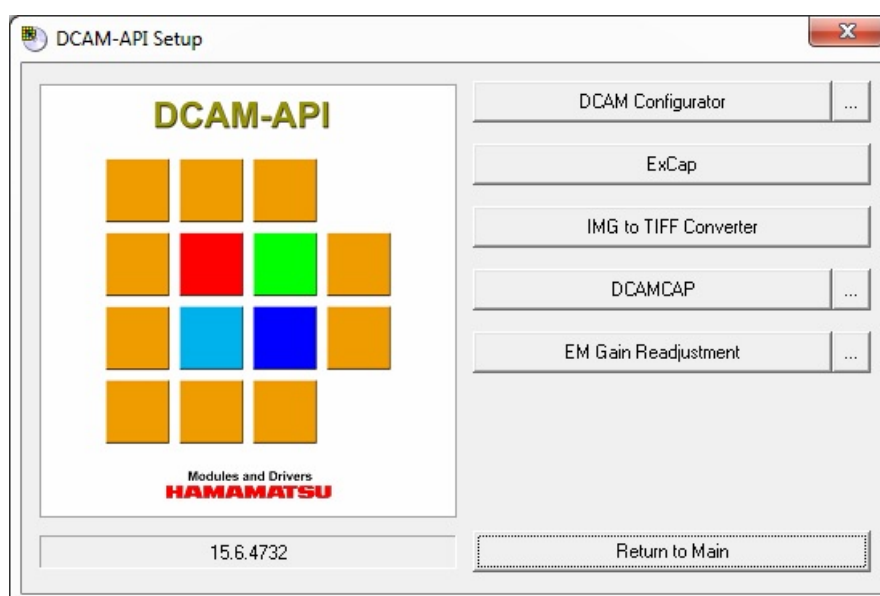 DCAM-API Setup
DCAM-API
Modules and Drivers
HAMAMATSU
15.6.4732
DCAM Configurator
...
ExCap
IMG to TIFF Converter
DCAMCAP
...
EM Gain Readjustment
...
Return to Main